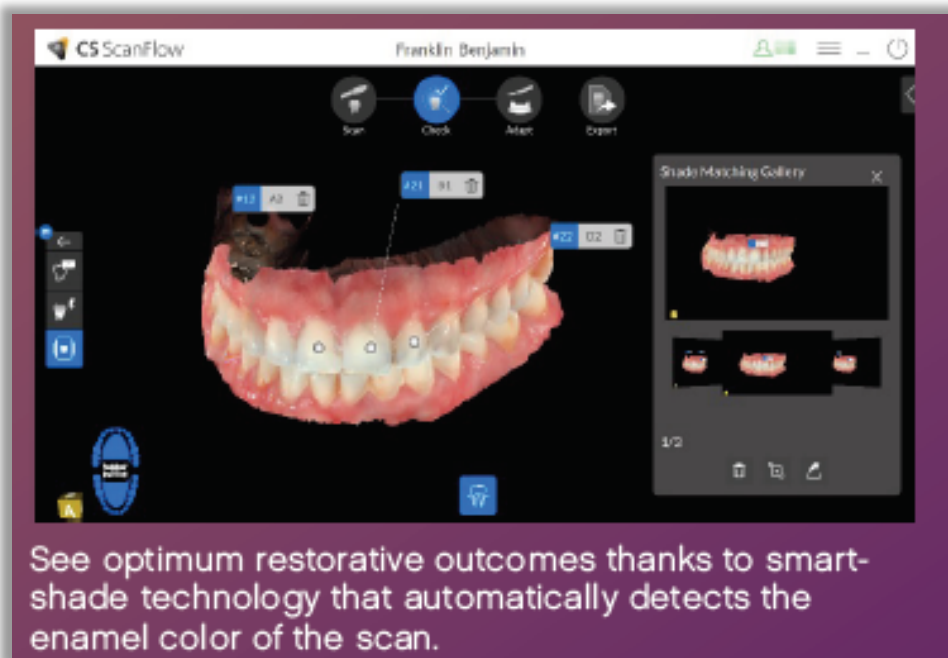 CS ScanFlow
Franklin Benjamin
Scan
Check
Adapt
Export
#12 A3
#21 B1
#22 D2
Shade Matching Gallery
1/3
A
See optimum restorative outcomes thanks to smart-
shade technology that automatically detects the
enamel color of the scan.